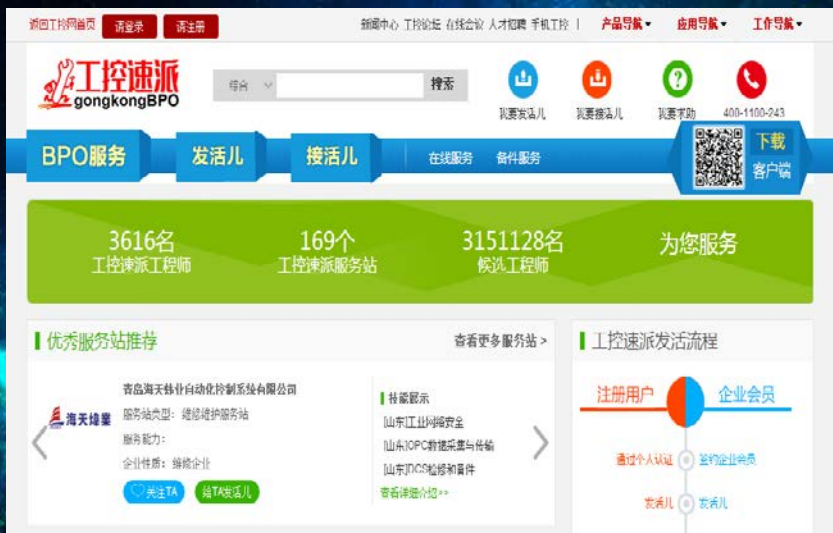 返回工控网首页 请登录 请注册 新闻中心 工控论坛 在线会议 人才招聘 手机工控 | 产品导航 应用导航 工作导航
工控速派
gongkongBPO
综合 搜索
我要发活儿 我要接活儿 我要求助 400-1100-243
BPO服务 发活儿 接活儿 在线服务 备件服务
下载
客户端
3616名 169个 3151128名 为您服务
工控速派工程师 工控速派服务站 候选工程师
优秀服务站推荐 查看更多服务站 >
青岛海天炜业自动化控制系统有限公司
海天炜业
服务站类型：维修维护服务站
服务能力：
企业性质：维修企业
关注TA 给TA发活儿
技能展示
[山东]工业网络安全
[山东]OPC数据采集与传输
[山东]DCS检修和备件
查看详细介绍>>
工控速派发活流程
注册用户 企业会员
通过个人认证 签约企业会员
发活儿 发活儿